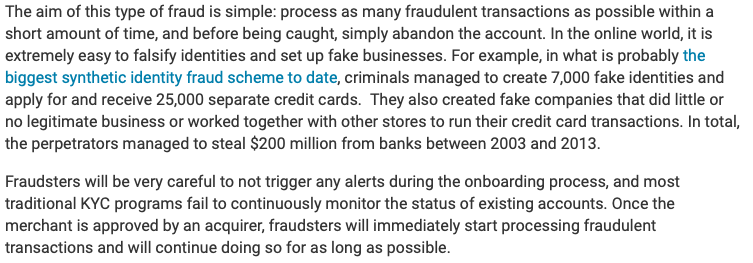 The aim of this type of fraud is simple: process as many fraudulent transactions as possible within a
short amount of time, and before being caught, simply abandon the account. In the online world, it is
extremely easy to falsify identities and set up fake businesses. For example, in what is probably the
biggest synthetic identity fraud scheme to date, criminals managed to create 7,000 fake identities and
apply for and receive 25,000 separate credit cards.  They also created fake companies that did little or
no legitimate business or worked together with other stores to run their credit card transactions. In total,
the perpetrators managed to steal $200 million from banks between 2003 and 2013.
Fraudsters will be very careful to not trigger any alerts during the onboarding process, and most
traditional KYC programs fail to continuously monitor the status of existing accounts. Once the
merchant is approved by an acquirer, fraudsters will immediately start processing fraudulent
transactions and will continue doing so for as long as possible.